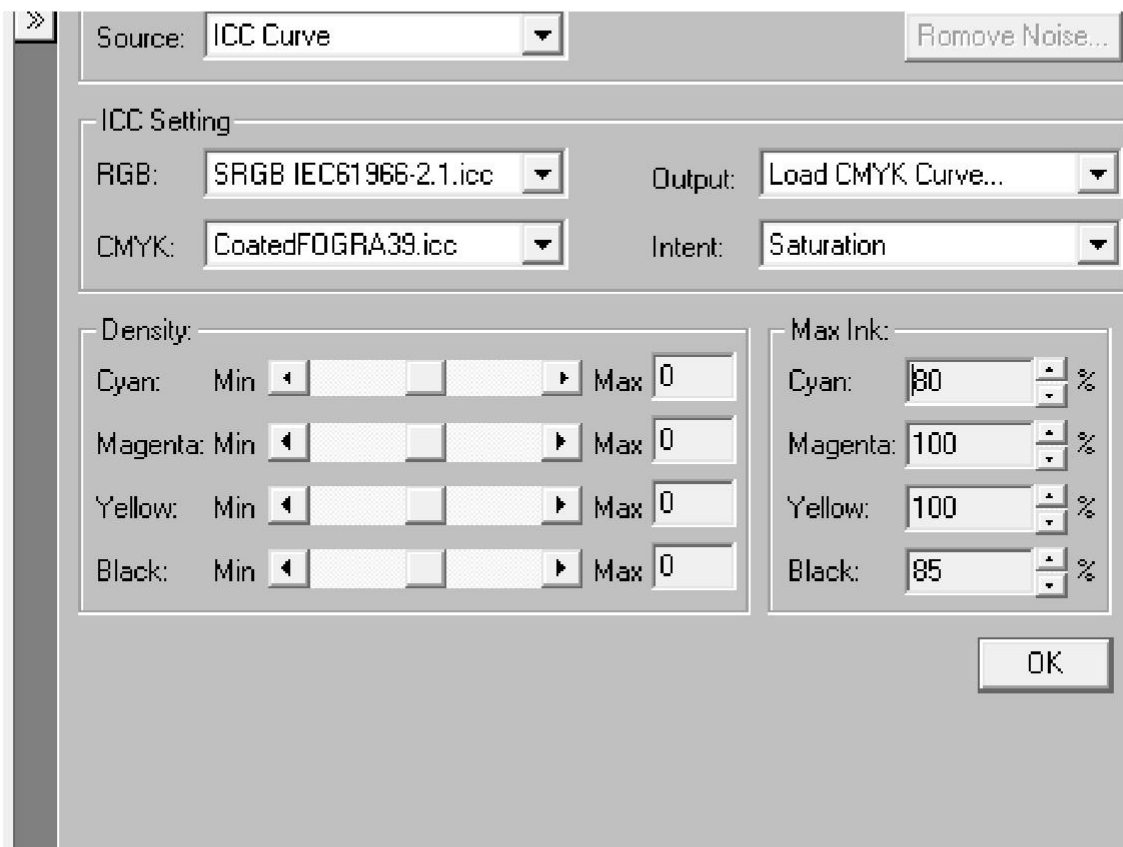 »
Source: ICC Curve Romove Noise...
ICC Setting
RGB: SRGB IEC61966-2.1.icc Output: Load CMYK Curve...
CMYK: CoatedFOGRA39.icc Intent: Saturation
Density: Max Ink:
Cyan: Min Max 0 Cyan: 80 %
Magenta: Min Max 0 Magenta: 100 %
Yellow: Min Max 0 Yellow: 100 %
Black: Min Max 0 Black: 85 %
OK